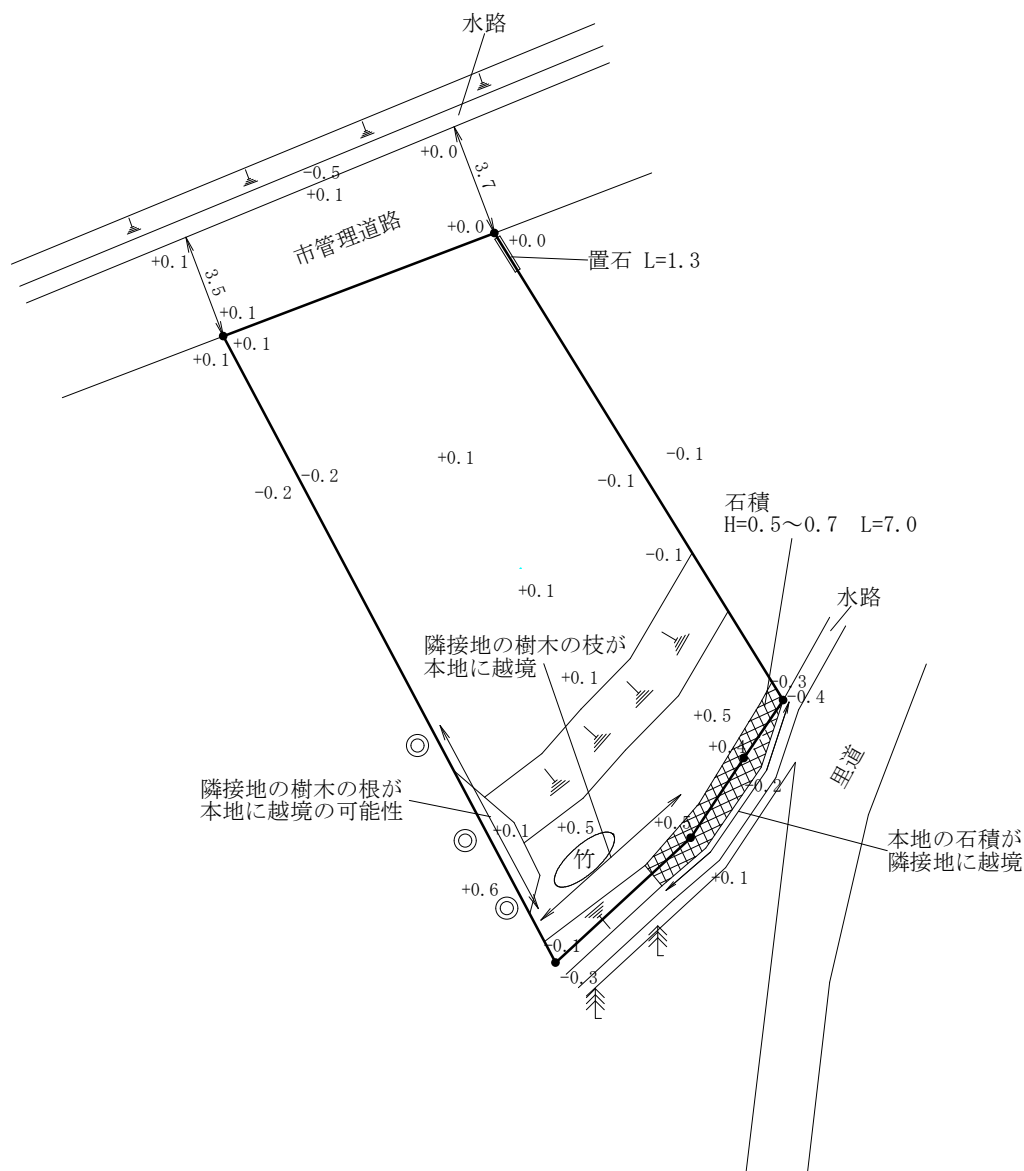 水路
+0.0
3.7
-0.5
+0.1
市管理道路
+0.0
+0.0
+0.1
置石 L=1.3
3.5
+0.1
+0.1
+0.1
+0.1
-0.1
-0.2
-0.1
-0.2
石積
H=0.5～0.7 L=7.0
-0.1
+0.1
水路
隣接地の樹木の枝が
本地に越境
+0.1
-0.3
-0.4
+0.5
里道
-0.2
隣接地の樹木の根が
本地に越境の可能性
+0.1
+0.5
+0.5
竹
本地の石積が
隣接地に越境
+0.1
+0.6
-0.1
-0.3